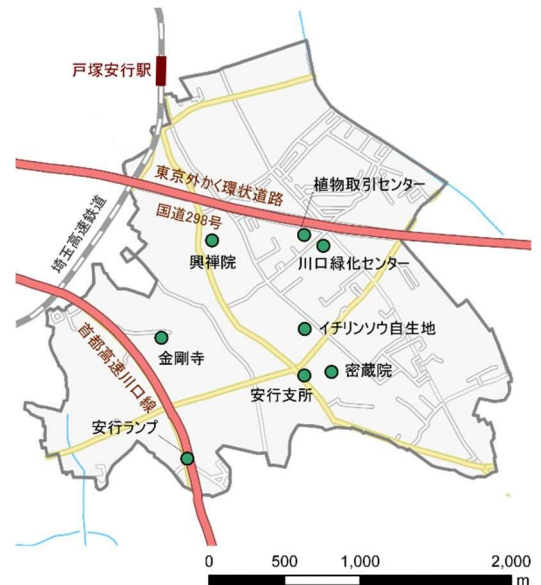 戸塚安行駅
東京外かく環状道路
植物取引センター
国道298号
埼玉高速鉄道
興禅院
川口緑化センター
首都高速川口線
金剛寺
イチリンソウ自生地
密蔵院
安行支所
安行ランプ
0 500 1,000 2,000
m